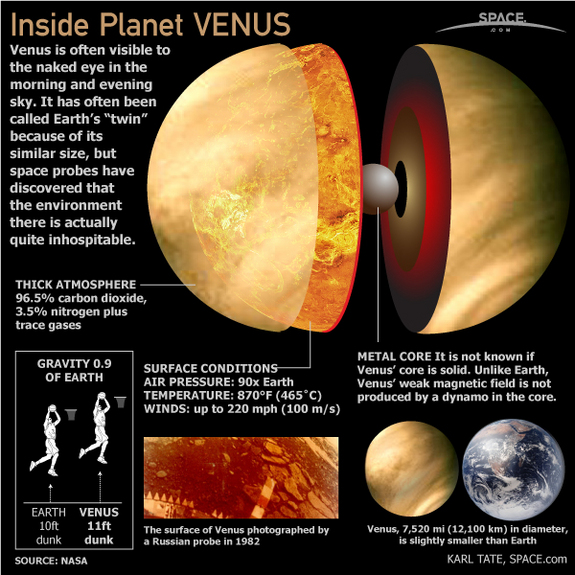 Inside Planet VENUS
SPACE.
.COM
Venus is often visible to
the naked eye in the
morning and evening
sky. It has often been
called Earth's “twin”
because of its
similar size, but
space probes have
discovered that
the environment
there is actually
quite inhospitable.
THICK ATMOSPHERE
96.5% carbon dioxide,
3.5% nitrogen plus
trace gases
GRAVITY 0.9
OF EARTH
EARTH
10ft
dunk
VENUS
11ft
dunk
SURFACE CONDITIONS
AIR PRESSURE: 90x Earth
TEMPERATURE: 870°F (465˚C)
WINDS: up to 220 mph (100 m/s)
METAL CORE It is not known if
Venus' core is solid. Unlike Earth,
Venus' weak magnetic field is not
produced by a dynamo in the core.
The surface of Venus photographed by
a Russian probe in 1982
Venus, 7,520 mi (12,100 km) in diameter,
is slightly smaller than Earth
SOURCE: NASA
KARL TATE, SPACE.com